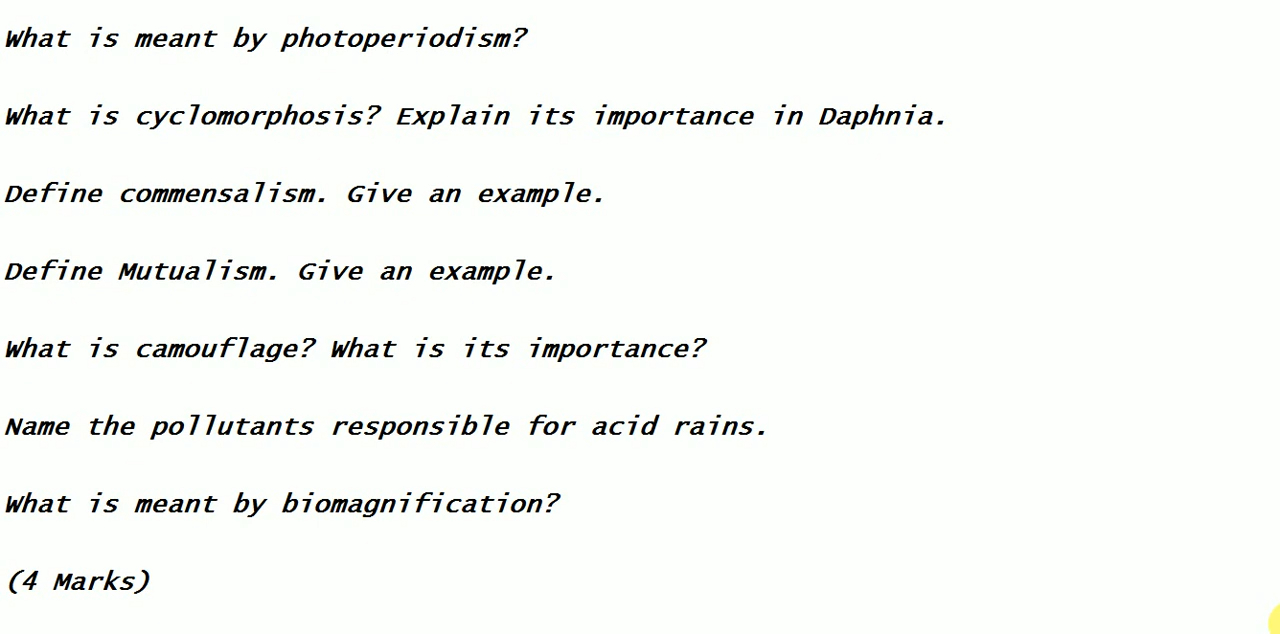 What is meant by photoperiodism?
What is cyclomorphosis? Explain its importance in Daphnia.
Define commensalism. Give an example.
Define Mutualism. Give an example.
What is camouflage? What is its importance?
Name the pollutants responsible for acid rains.
What is meant by biomagnification?
(4 Marks)